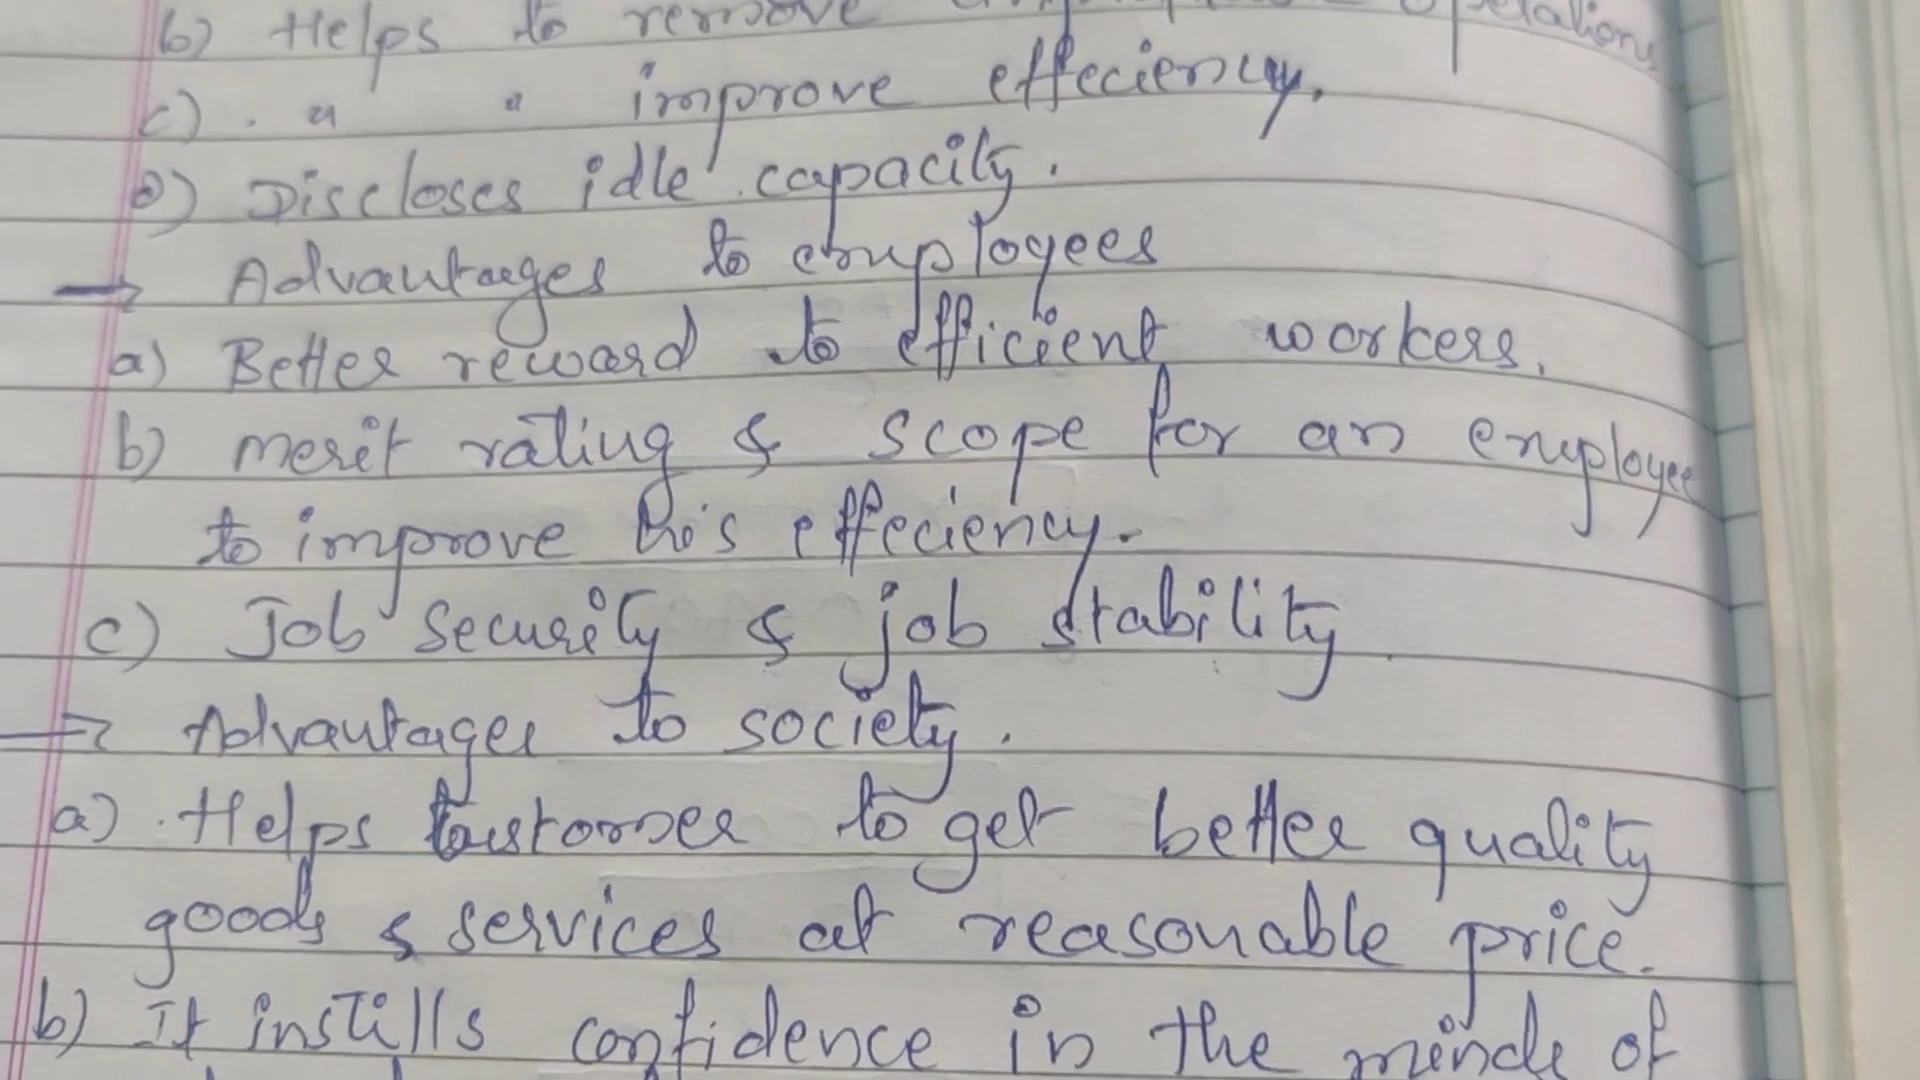 b) Helps to remove operations
c) . " " improve effeciency.
D) Discloses idle capacity.
→ Advantages to employees
a) Better reward to efficient workers.
b) merit rating & scope for an employee
to improve his effeciency.
c) Job security & job stability
→ Advantages to society.
a) Helps customer to get better quality
goods & services at reasonable price.
b) It instills confidence in the minds of